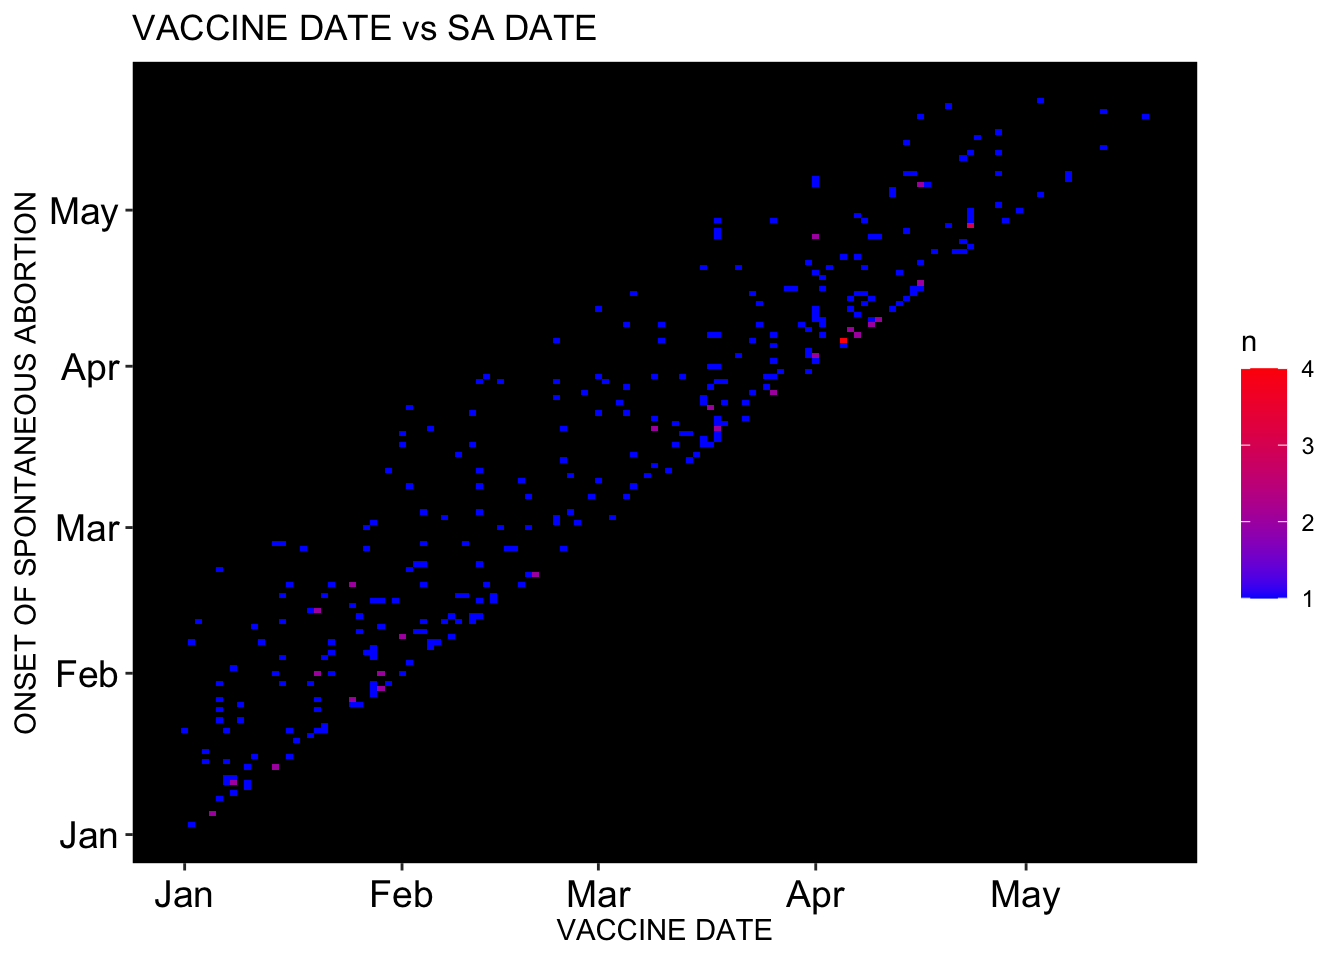 VACCINE DATE vs SA DATE
ONSET OF SPONTANEOUS ABORTION
May
Apr
Mar
Feb
Jan
Jan Feb Mar Apr May
VACCINE DATE
n
4
3
2
1